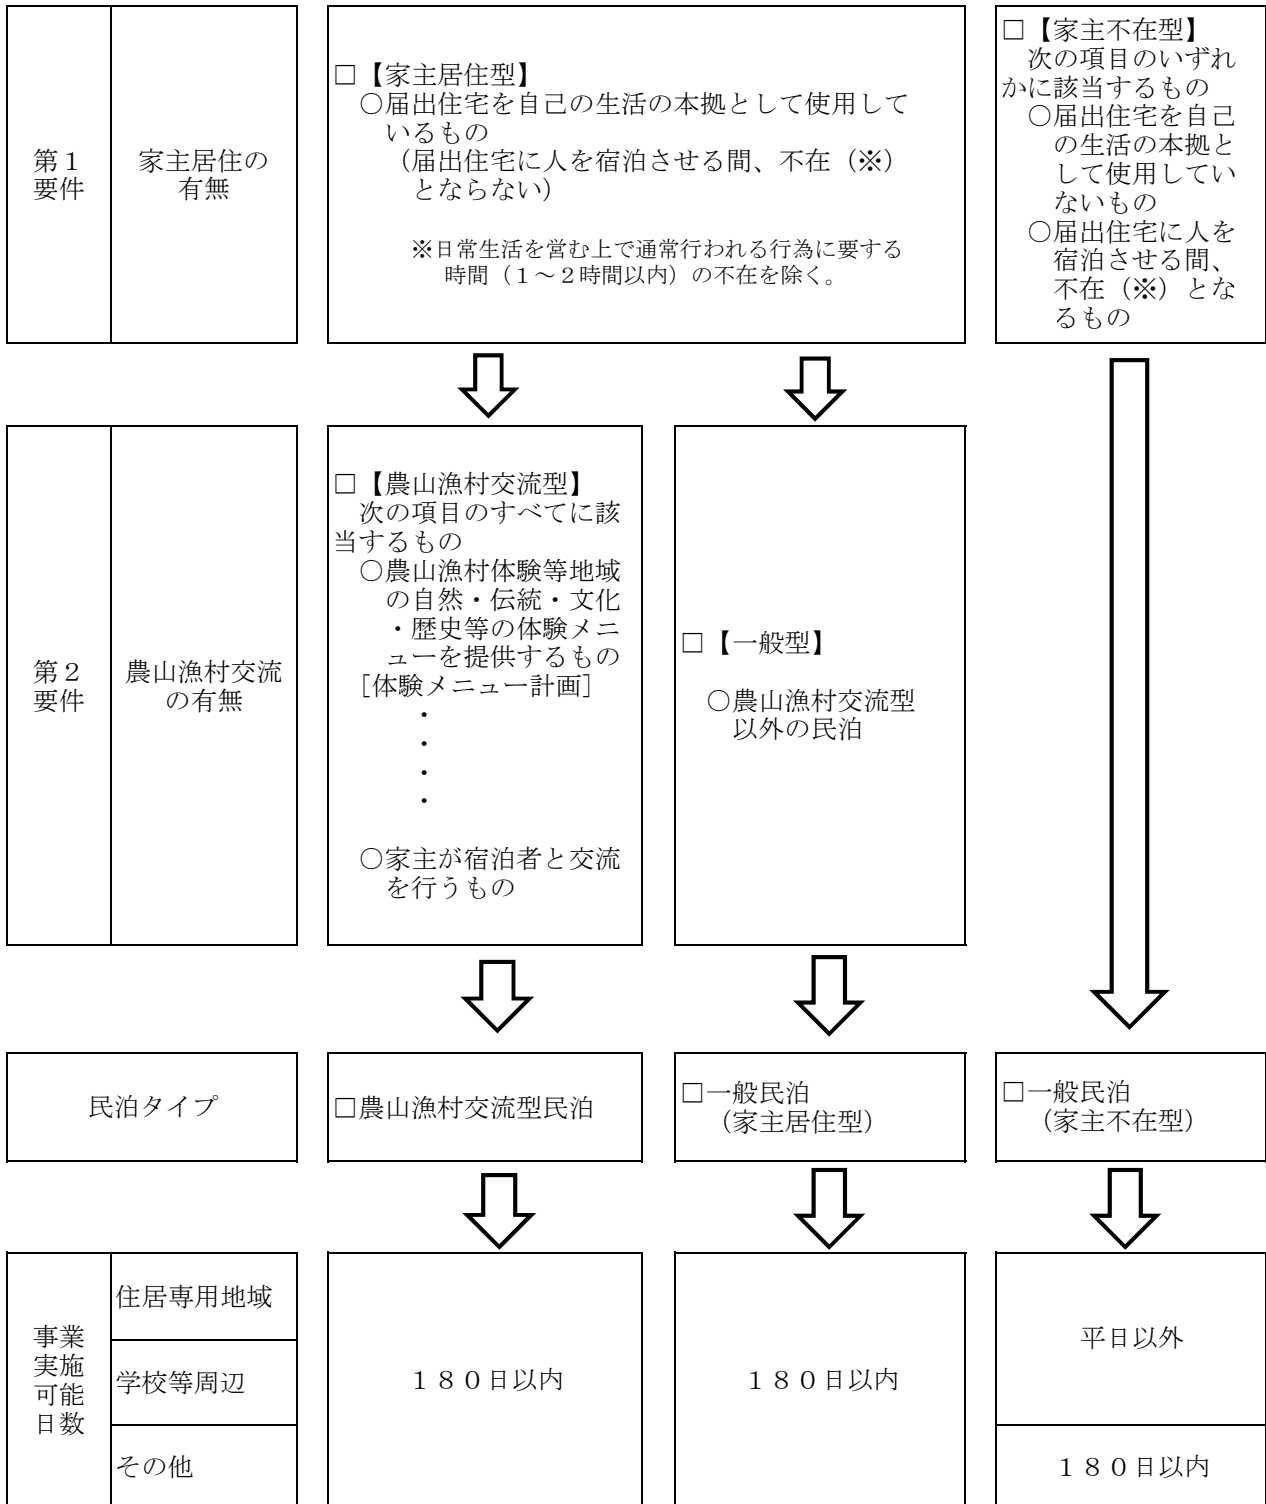 第１
要件
家主居住の
有無
□【家主居住型】
○届出住宅を自己の生活の本拠として使用して
いるもの
（届出住宅に人を宿泊させる間、不在（※）
とならない）
※日常生活を営む上で通常行われる行為に要する
時間（１～２時間以内）の不在を除く。
□【家主不在型】
次の項目のいずれ
かに該当するもの
○届出住宅を自己
の生活の本拠と
して使用してい
ないもの
○届出住宅に人を
宿泊させる間、
不在（※）とな
るもの
第２
要件
農山漁村交流
の有無
□【農山漁村交流型】
次の項目のすべてに該
当するもの
○農山漁村体験等地域
の自然・伝統・文化
・歴史等の体験メニ
ューを提供するもの
［体験メニュー計画］
・
・
・
・
○家主が宿泊者と交流
を行うもの
□【一般型】
○農山漁村交流型
以外の民泊
民泊タイプ
□農山漁村交流型民泊
□一般民泊
（家主居住型）
□一般民泊
（家主不在型）
事業
実施
可能
日数
住居専用地域
学校等周辺
その他
１８０日以内
１８０日以内
平日以外
１８０日以内